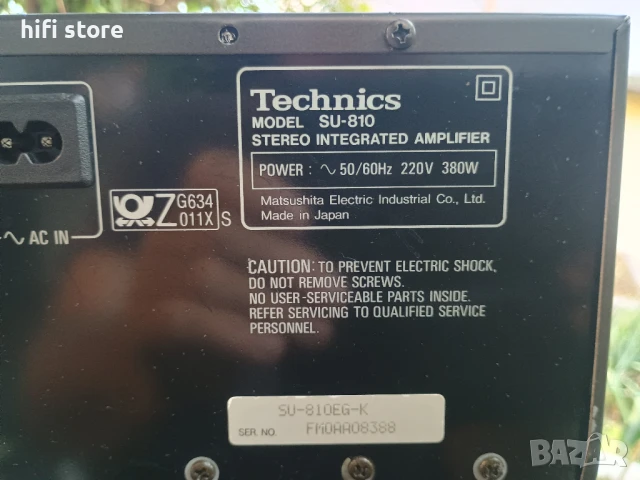 hifi store
Technics
MODEL SU-810
STEREO INTEGRATED AMPLIFIER
POWER : ∿ 50/60Hz 220V 380W
Matsushita Electric Industrial Co., Ltd.
Made in Japan
Z G634
011X S
∿ AC IN
CAUTION: TO PREVENT ELECTRIC SHOCK,
DO NOT REMOVE SCREWS.
NO USER-SERVICEABLE PARTS INSIDE.
REFER SERVICING TO QUALIFIED SERVICE
PERSONNEL.
SU-810EG-K
SER. NO. FM0AA08388
bazar